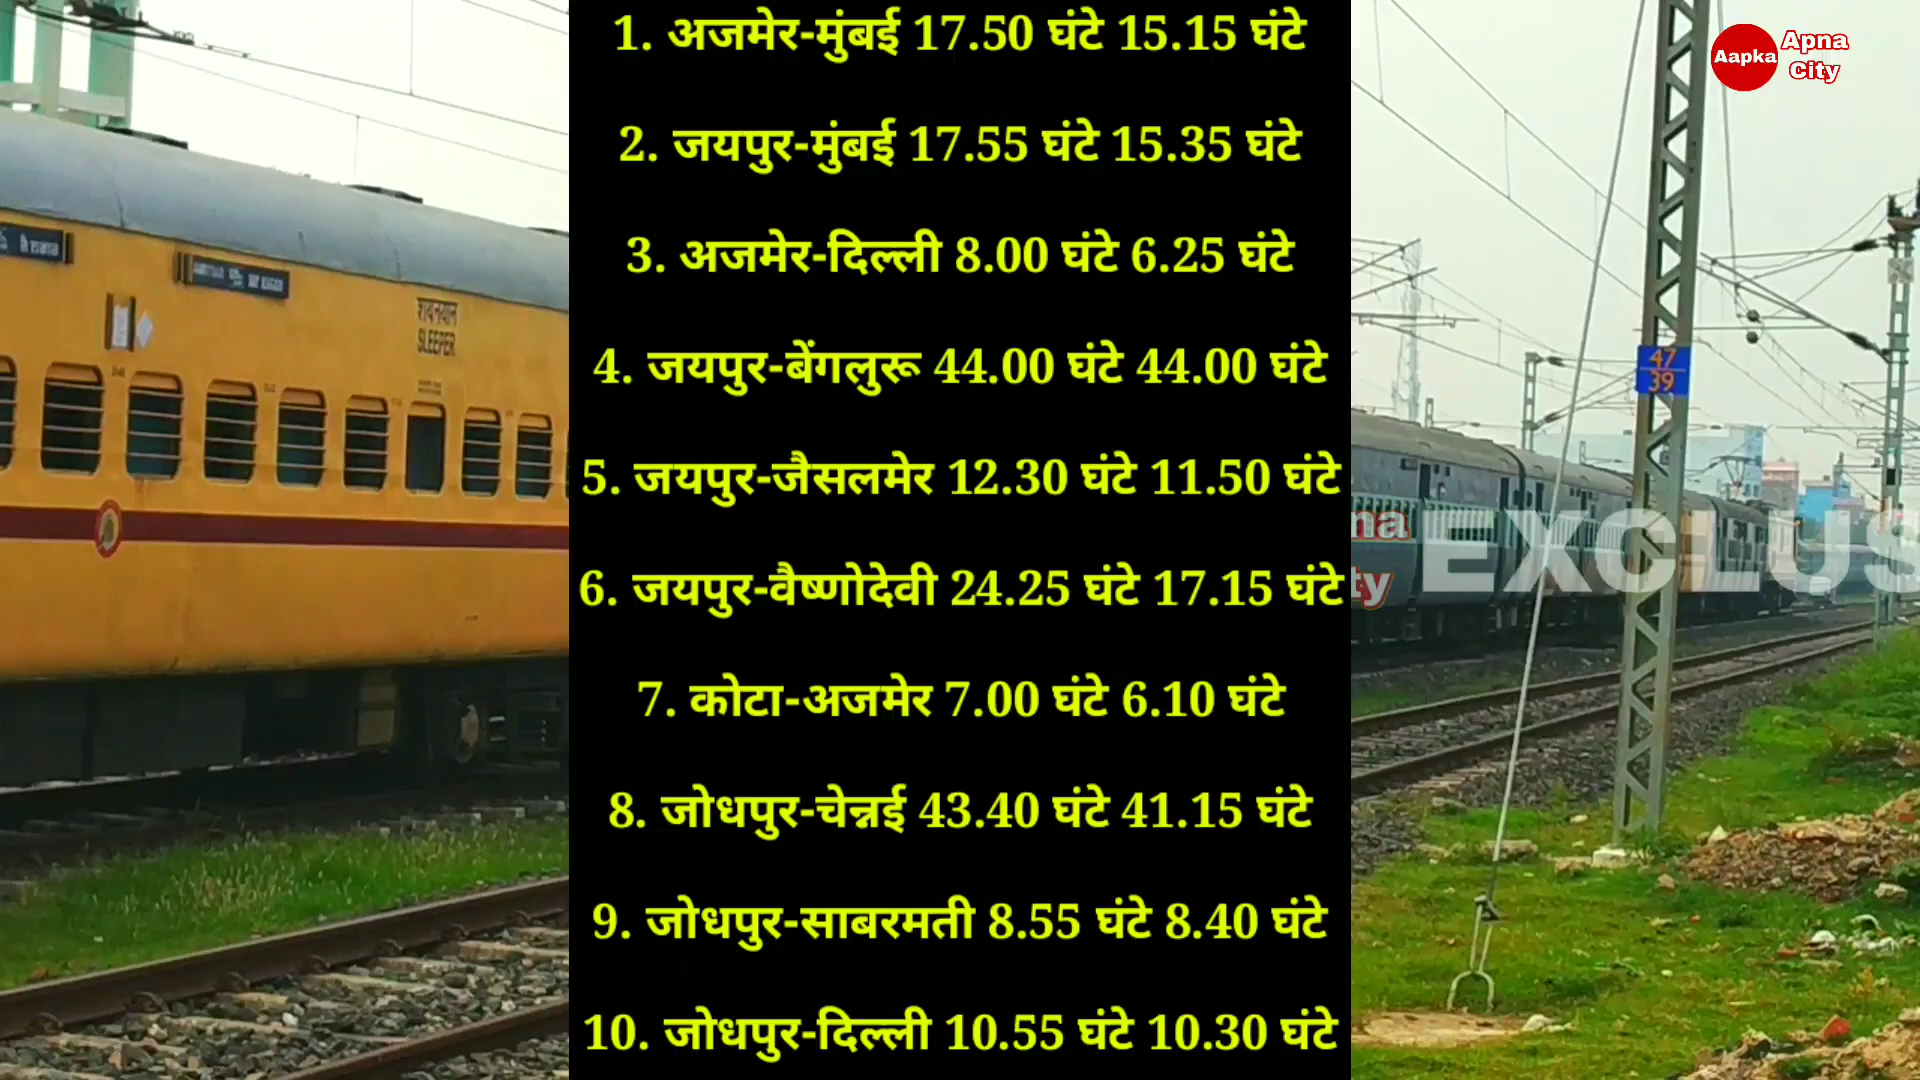 1. अजमेर-मुंबई 17.50 घंटे 15.15 घंटे
2. जयपुर-मुंबई 17.55 घंटे 15.35 घंटे
3. अजमेर-दिल्ली 8.00 घंटे 6.25 घंटे
4. जयपुर-बेंगलुरू 44.00 घंटे 44.00 घंटे
5. जयपुर-जैसलमेर 12.30 घंटे 11.50 घंटे
6. जयपुर-वैष्णोदेवी 24.25 घंटे 17.15 घंटे
7. कोटा-अजमेर 7.00 घंटे 6.10 घंटे
8. जोधपुर-चेन्नई 43.40 घंटे 41.15 घंटे
9. जोधपुर-साबरमती 8.55 घंटे 8.40 घंटे
10. जोधपुर-दिल्ली 10.55 घंटे 10.30 घंटे
Aapka Apna
City
शयनयान
SLEEPER
47
39
na
ty
EXCLUS